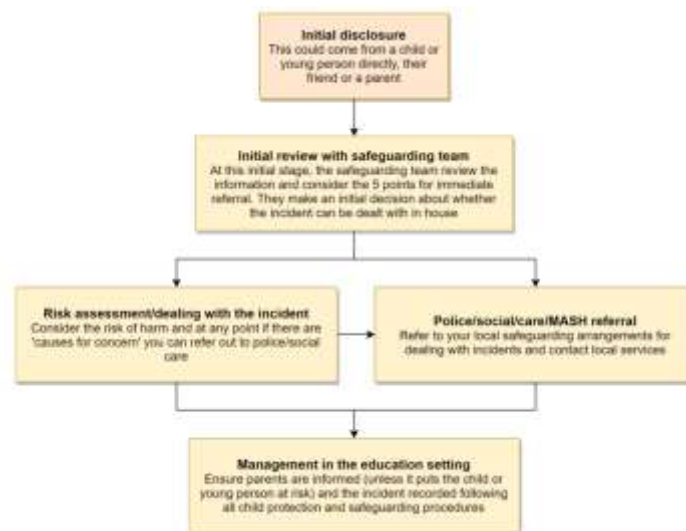 Initial disclosure
This could come from a child or
young person directly, their
friend or a parent
Initial review with safeguarding team
At this initial stage, the safeguarding team review the
information and consider the 5 points for immediate
referral. They make an initial decision about whether
the incident can be dealt with in house
Risk assessment/dealing with the incident
Consider the risk of harm and at any point if there are
'causes for concern' you can refer out to police/social
care
Police/social/care/MASH referral
Refer to your local safeguarding arrangements for
dealing with incidents and contact local services
Management in the education setting
Ensure parents are informed (unless it puts the child or
young person at risk) and the incident recorded following
all child protection and safeguarding procedures